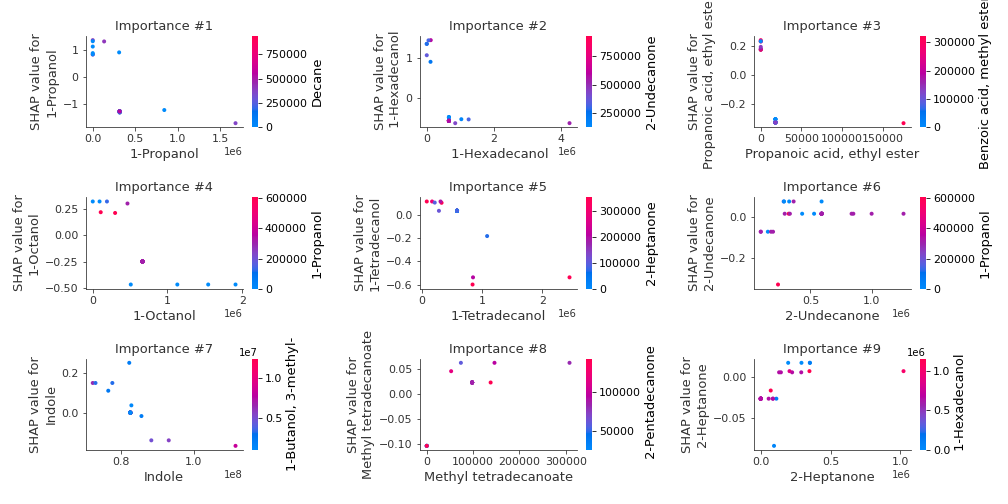 Importance #1
SHAP value for
1-Propanol
1
0
−1
0.0
0.5
1.0
1.5
1e6
1-Propanol
750000
500000
250000
0
Decane
Importance #2
SHAP value for
1-Hexadecanol
1
0
0
2
4
1e6
1-Hexadecanol
750000
500000
250000
2-Undecanone
Importance #3
SHAP value for
Propanoic acid, ethyl ester
0.2
0.0
−0.2
0
50000
100000
150000
Propanoic acid, ethyl ester
300000
200000
100000
0
Benzoic acid, methyl ester
Importance #4
SHAP value for
1-Octanol
0.25
0.00
−0.25
−0.50
0
1
2
1e6
1-Octanol
600000
400000
200000
0
1-Propanol
Importance #5
SHAP value for
1-Tetradecanol
0.0
−0.2
−0.4
−0.6
0
1
2
1e6
1-Tetradecanol
300000
200000
100000
0
2-Heptanone
Importance #6
SHAP value for
2-Undecanone
0.0
−0.2
0.5
1.0
1e6
2-Undecanone
600000
400000
200000
0
1-Propanol
Importance #7
SHAP value for
Indole
0.2
0.0
0.8
1.0
1e8
Indole
1e7
1.0
0.5
1-Butanol, 3-methyl-
Importance #8
SHAP value for
Methyl tetradecanoate
0.05
0.00
−0.05
−0.10
0
100000
200000
300000
Methyl tetradecanoate
100000
50000
2-Pentadecanone
Importance #9
SHAP value for
2-Heptanone
0.00
−0.05
0.0
0.5
1.0
1e6
2-Heptanone
1e6
1.0
0.5
0.0
1-Hexadecanol